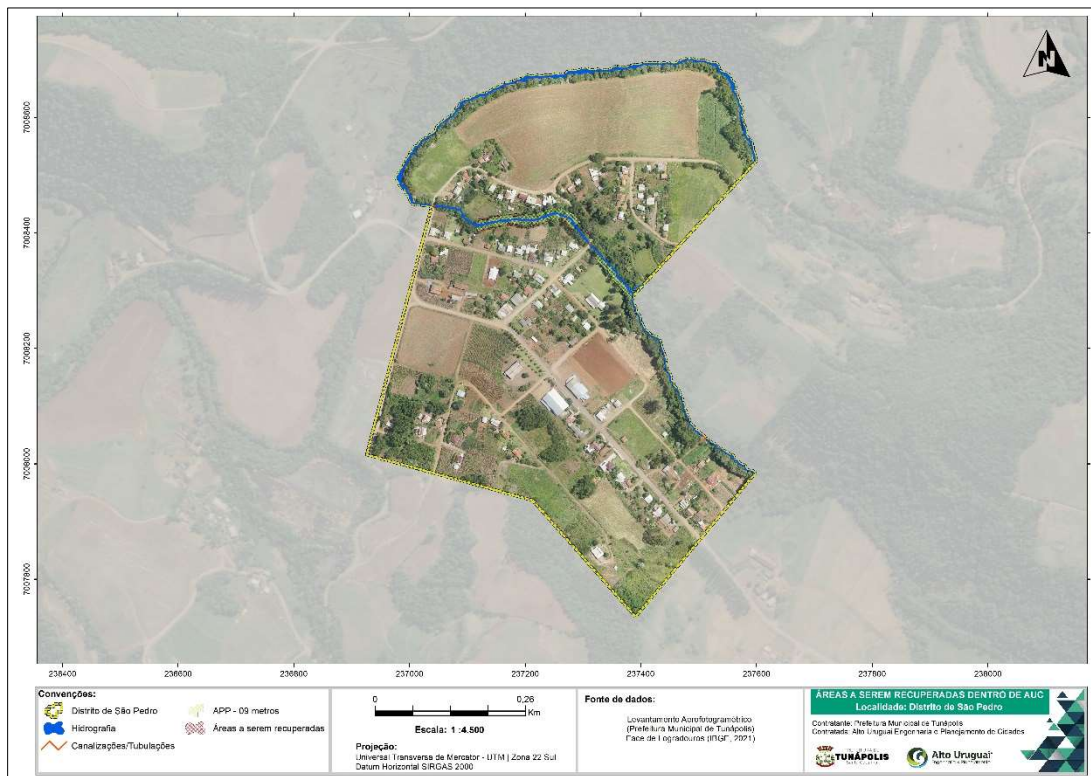 N
7008000
7008400
7008200
7008000
7007800
236400
236600
236800
237000
237200
237400
237600
237800
238000
Convenções:
Distrito de São Pedro
APP - 09 metros
Hidrografia
Áreas a serem recuperadas
Canalizações/Tubulações
0
0,26
Km
Escala: 1 :4.500
Projeção:
Universal Transversa de Mercator - UTM | Zona 22 Sul
Datum Horizontal SIRGAS 2000
Fonte de dados:
Levantamento Aerofotogramétrico
(Prefeitura Municipal de Tunápolis)
Face de Logradouros (IBGE, 2021)
ÁREAS A SEREM RECUPERADAS DENTRO DE AUC
Localidade: Distrito de São Pedro
Contratante: Prefeitura Municipal de Tunápolis
Contratada: Alto Uruguai Engenharia e Planejamento de Cidades
TUNÁPOLIS
Alto Uruguai